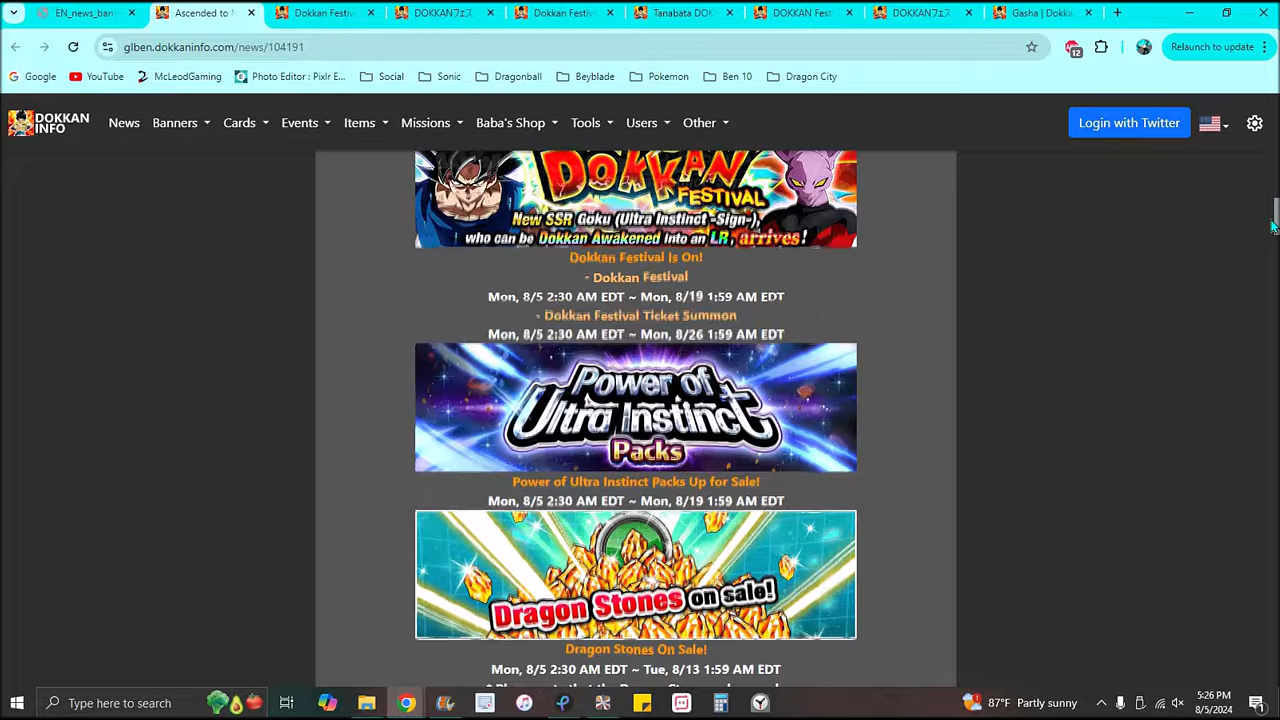 EN_news_ban
Ascended to N
Dokkan Festiv
DOKKANフェス
Dokkan Festiv
Tanabata DOK
DOKKAN Fest
DOKKANフェス
Gasha | Dokka
glben.dokkaninfo.com/news/104191
12
Relaunch to update
Google
YouTube
McLeodGaming
Photo Editor : Pixlr E...
Social
Sonic
Dragonball
Beyblade
Pokemon
Ben 10
Dragon City
DOKKAN
INFO
News
Banners
Cards
Events
Items
Missions
Baba's Shop
Tools
Users
Other
Login with Twitter
DOKKAN
FESTIVAL
New SSR Goku (Ultra Instinct -Sign-),
who can be Dokkan Awakened into an LR, arrives!
Dokkan Festival Is On!
- Dokkan Festival
Mon, 8/5 2:30 AM EDT ~ Mon, 8/19 1:59 AM EDT
- Dokkan Festival Ticket Summon
Mon, 8/5 2:30 AM EDT ~ Mon, 8/26 1:59 AM EDT
Power of
Ultra Instinct
Packs
Power of Ultra Instinct Packs Up for Sale!
Mon, 8/5 2:30 AM EDT ~ Mon, 8/19 1:59 AM EDT
Dragon Stones on sale!
Dragon Stones On Sale!
Mon, 8/5 2:30 AM EDT ~ Tue, 8/13 1:59 AM EDT
Type here to search
87°F Partly sunny
5:26 PM
8/5/2024
1